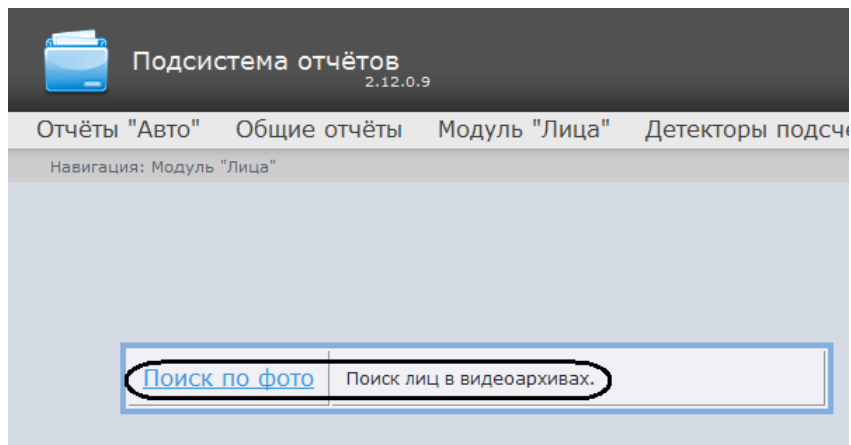 Подсистема отчётов
2.12.0.9
Отчёты "Авто" Общие отчёты Модуль "Лица" Детекторы
Навигация: Модуль "Лица"
Поиск по фото Поиск лиц в видеоархивах.